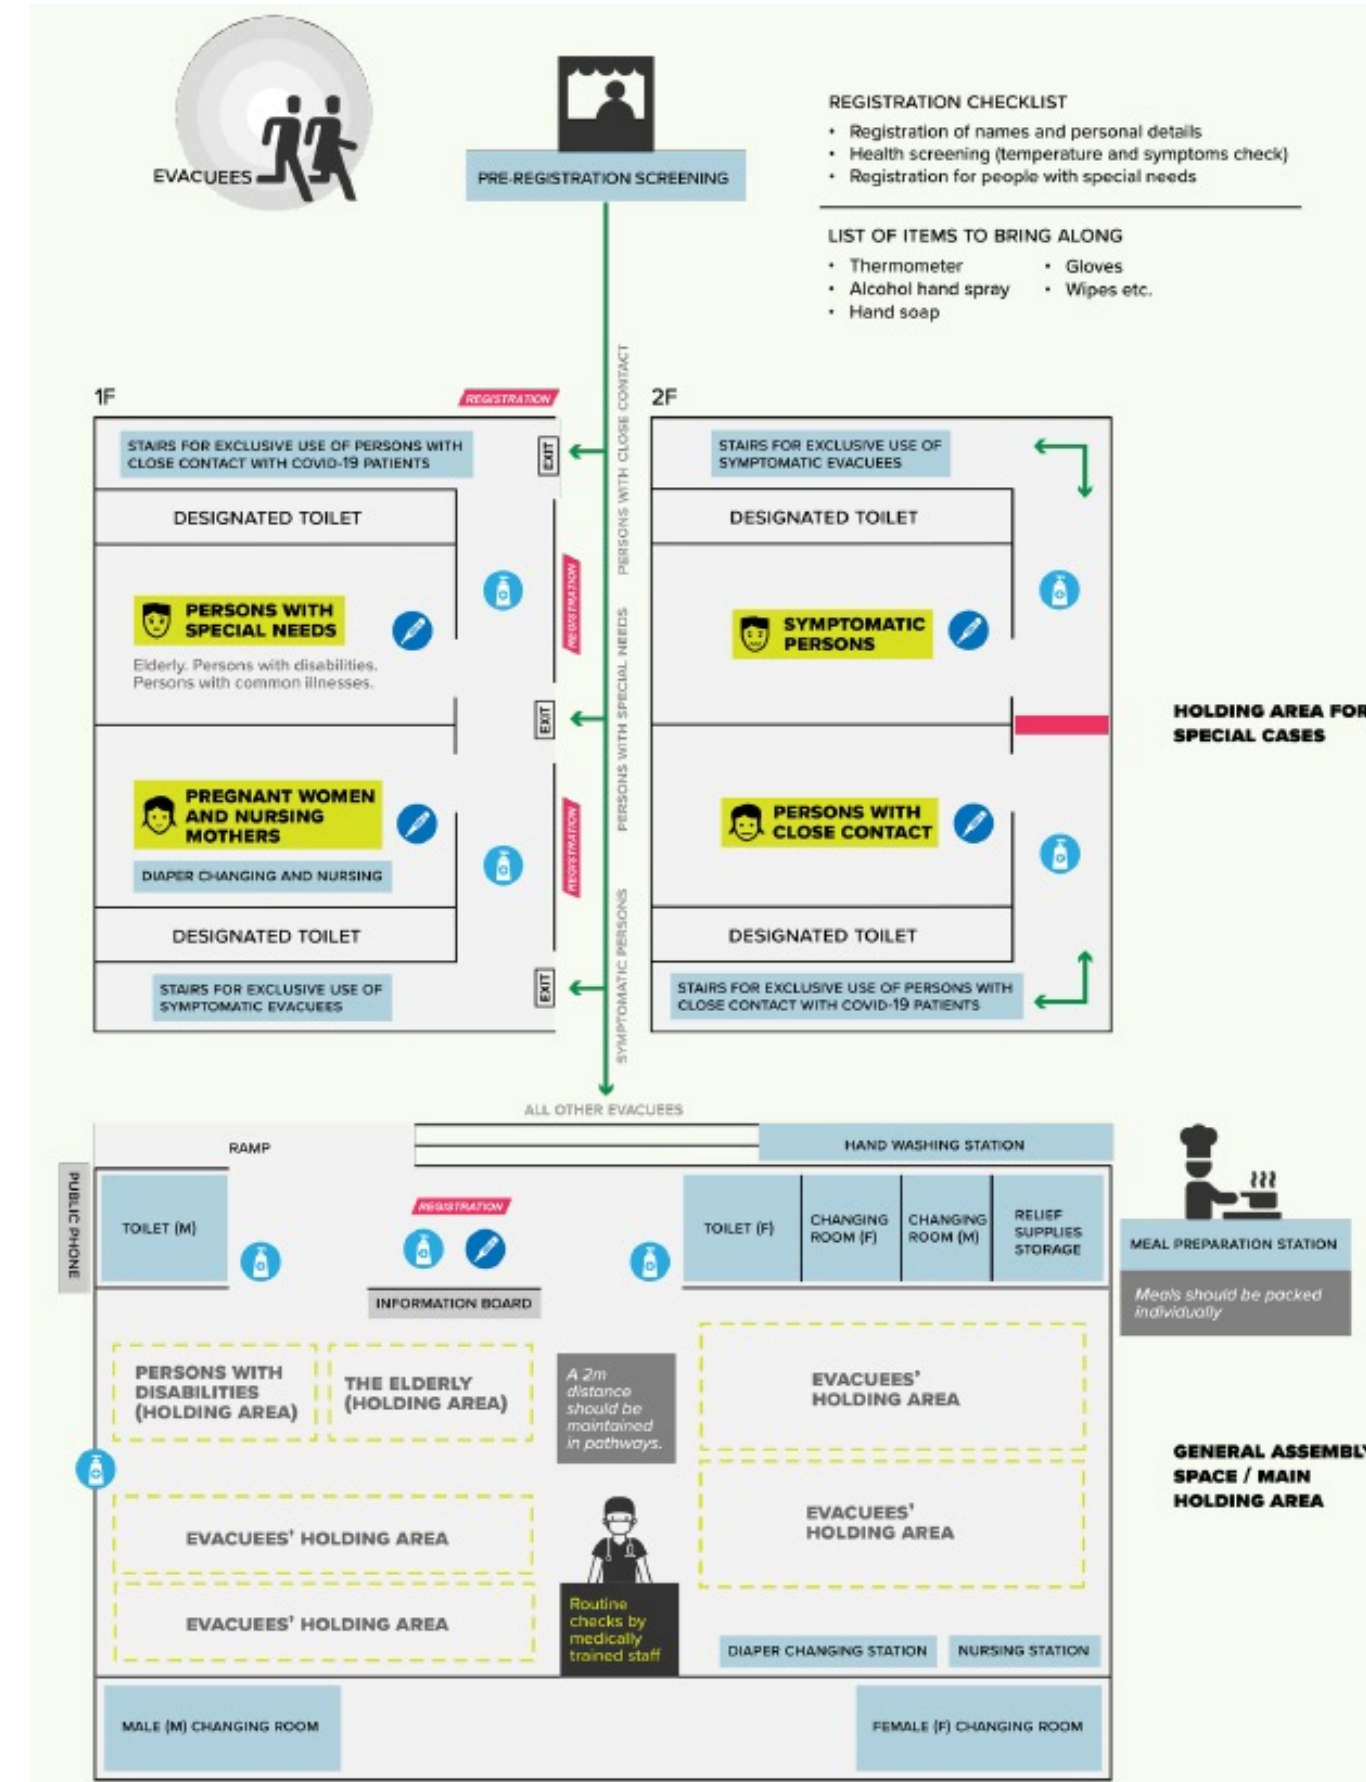 EVACUEES
PRE-REGISTRATION SCREENING
REGISTRATION CHECKLIST
• Registration of names and personal details
• Health screening (temperature and symptoms check)
• Registration for people with special needs
LIST OF ITEMS TO BRING ALONG
• Thermometer
• Alcohol hand spray
• Hand soap
• Gloves
• Wipes etc.
1F
REGISTRATION
STAIRS FOR EXCLUSIVE USE OF PERSONS WITH
CLOSE CONTACT WITH COVID-19 PATIENTS
EXIT
DESIGNATED TOILET
REGISTRATION
PERSONS WITH
SPECIAL NEEDS
Elderly. Persons with disabilities.
Persons with common illnesses.
EXIT
PREGNANT WOMEN
AND NURSING
MOTHERS
REGISTRATION
DIAPER CHANGING AND NURSING
DESIGNATED TOILET
STAIRS FOR EXCLUSIVE USE OF
SYMPTOMATIC EVACUEES
EXIT
PERSONS WITH CLOSE CONTACT
PERSONS WITH SPECIAL NEEDS
SYMPTOMATIC PERSONS
2F
STAIRS FOR EXCLUSIVE USE OF
SYMPTOMATIC EVACUEES
DESIGNATED TOILET
SYMPTOMATIC
PERSONS
PERSONS WITH
CLOSE CONTACT
DESIGNATED TOILET
STAIRS FOR EXCLUSIVE USE OF PERSONS WITH
CLOSE CONTACT WITH COVID-19 PATIENTS
HOLDING AREA FOR
SPECIAL CASES
ALL OTHER EVACUEES
RAMP
HAND WASHING STATION
PUBLIC PHONE
TOILET (M)
REGISTRATION
INFORMATION BOARD
TOILET (F)
CHANGING
ROOM (F)
CHANGING
ROOM (M)
RELIEF
SUPPLIES
STORAGE
MEAL PREPARATION STATION
Meals should be packed
individually
PERSONS WITH
DISABILITIES
(HOLDING AREA)
THE ELDERLY
(HOLDING AREA)
A 2m
distance
should be
maintained
in pathways.
EVACUEES'
HOLDING AREA
EVACUEES'
HOLDING AREA
GENERAL ASSEMBLY
SPACE / MAIN
HOLDING AREA
EVACUEES' HOLDING AREA
EVACUEES' HOLDING AREA
Routine
checks by
medically
trained staff
DIAPER CHANGING STATION
NURSING STATION
MALE (M) CHANGING ROOM
FEMALE (F) CHANGING ROOM